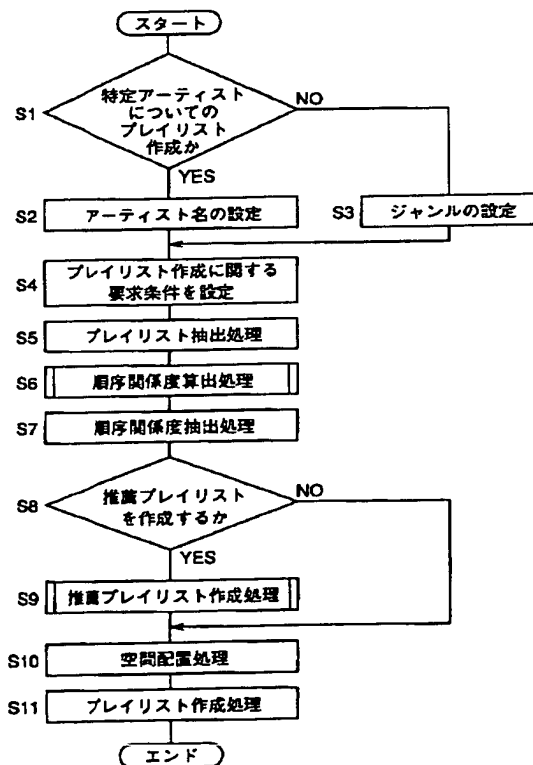 スタート
S1
特定アーティスト
についての
プレイリスト
作成か
NO
YES
S2
アーティスト名の設定
S3
ジャンルの設定
S4
プレイリスト作成に関する
要求条件を設定
S5
プレイリスト抽出処理
S6
順序関係度算出処理
S7
順序関係度抽出処理
S8
推薦プレイリスト
を作成するか
NO
YES
S9
推薦プレイリスト作成処理
S10
空間配置処理
S11
プレイリスト作成処理
エンド